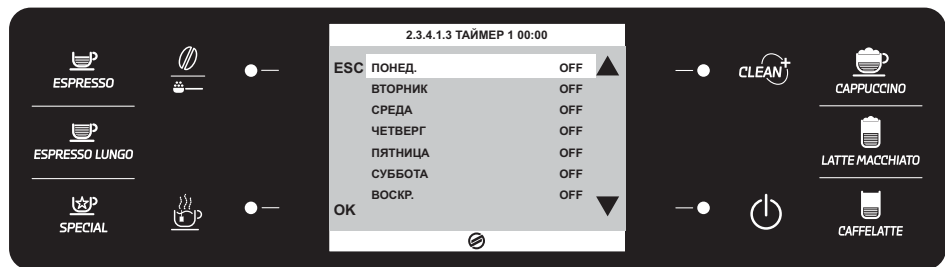 2.3.4.1.3 ТАЙМЕР 1 00:00
ESC ПОНЕД. OFF
ВТОРНИК OFF
СРЕДА OFF
ЧЕТВЕРГ OFF
ПЯТНИЦА OFF
СУББОТА OFF
ВОСКР. OFF
OK
ESPRESSO
ESPRESSO LUNGO
SPECIAL
CLEAN+
CAPPUCCINO
LATTE MACCHIATO
CAFFELATTE